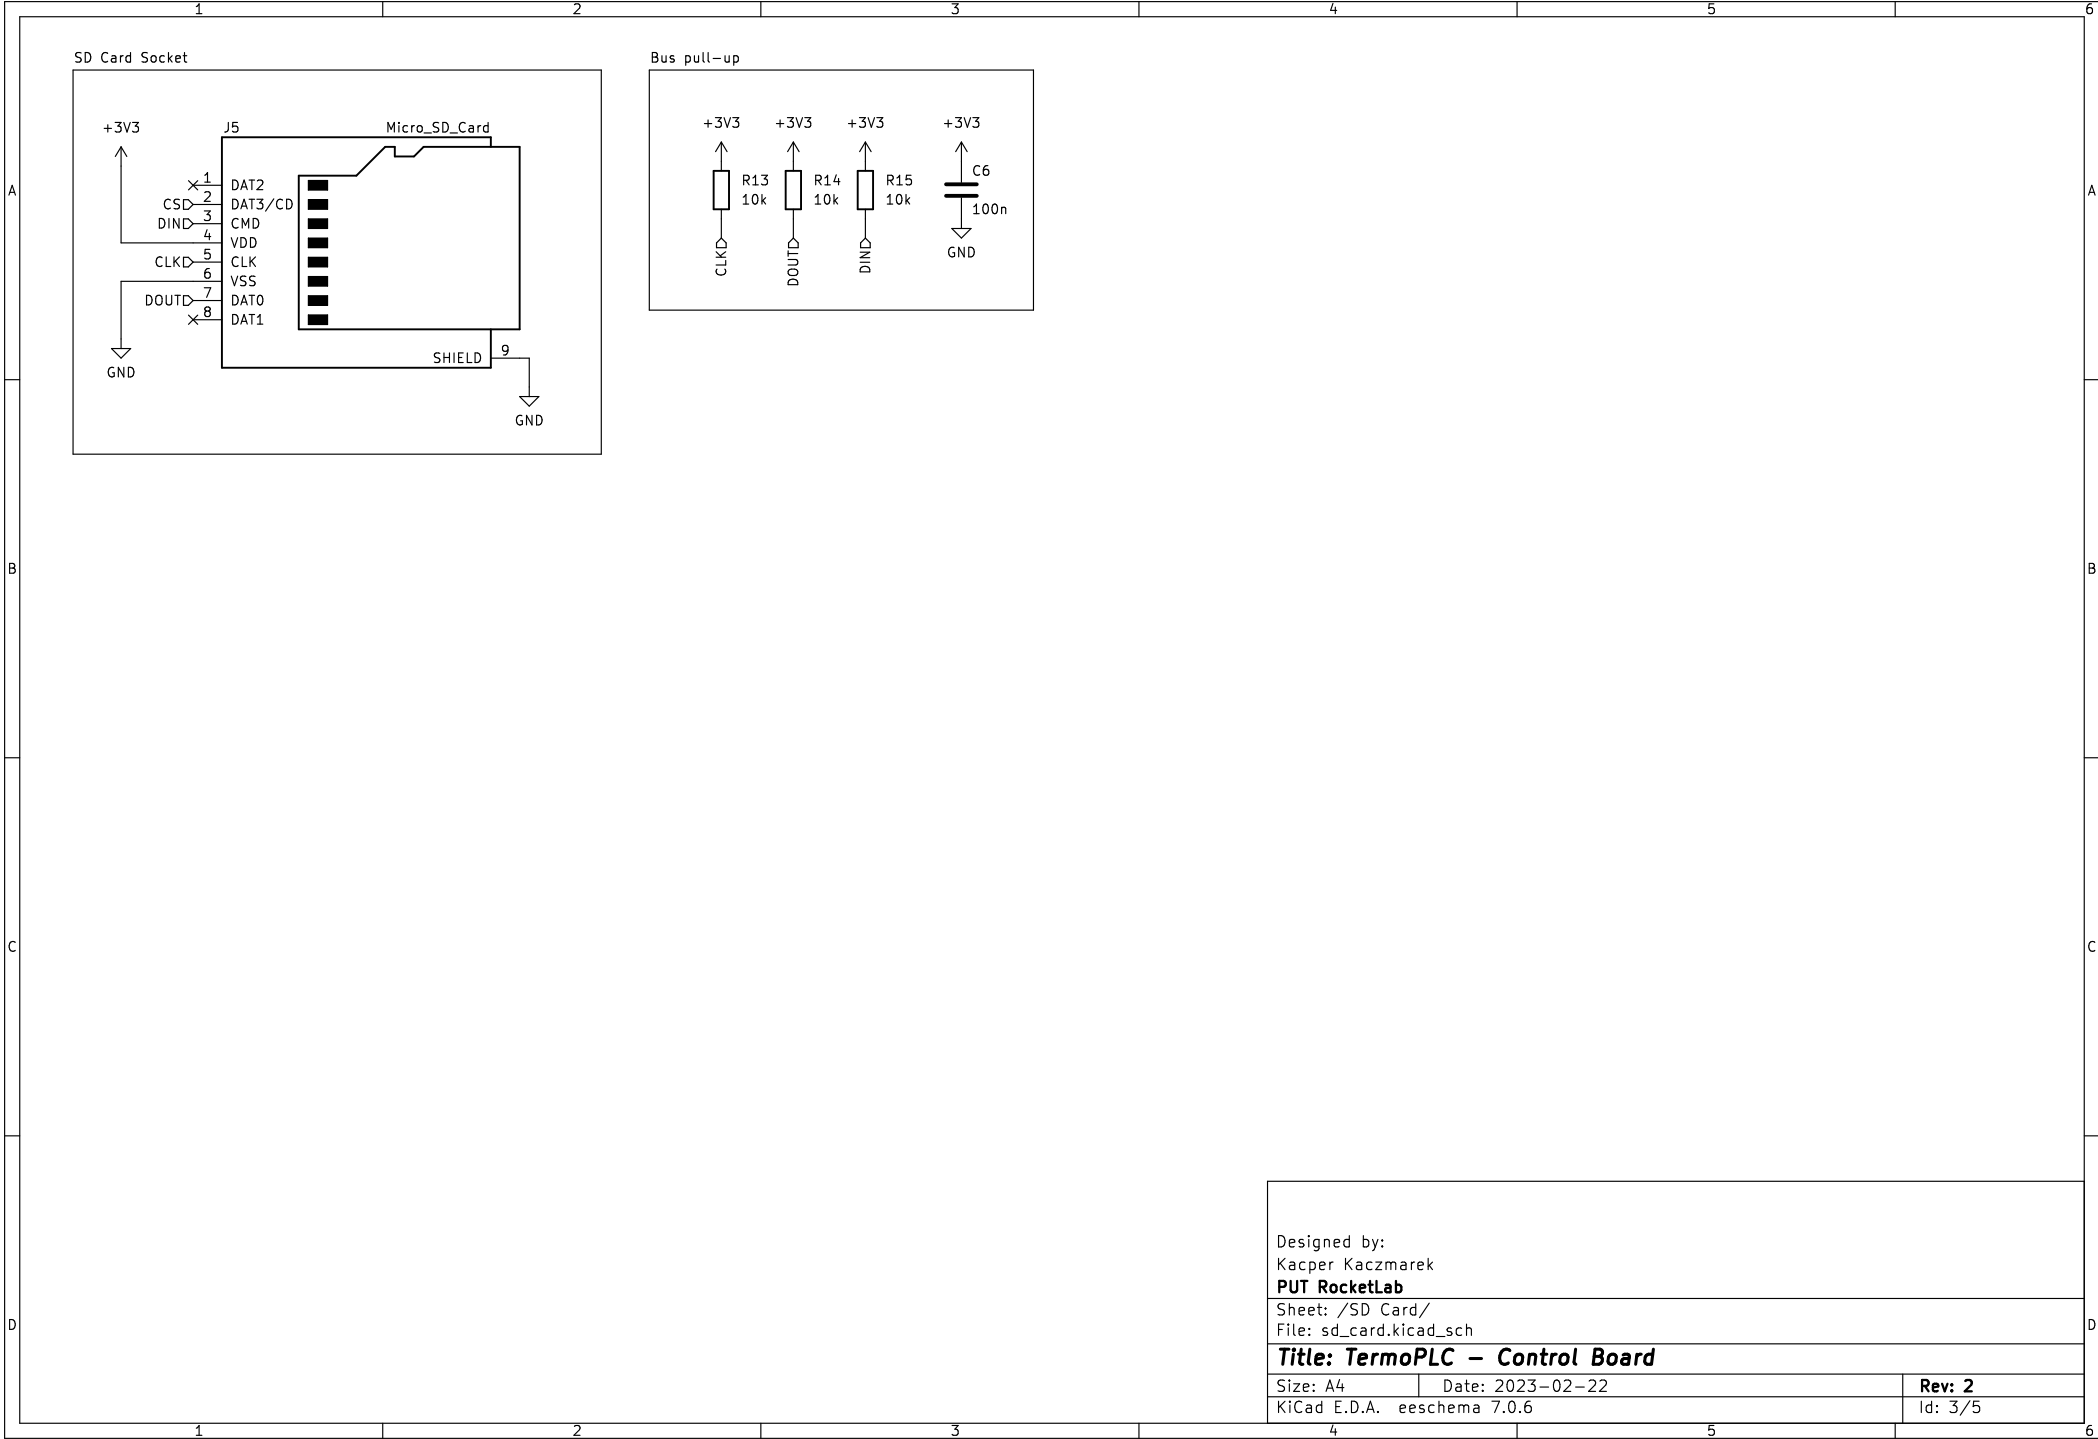 1 2 3 4 5 6
SD Card Socket
Bus pull-up
+3V3
J5 Micro_SD_Card
1 DAT2
CS 2 DAT3/CD
DIN 3 CMD
4 VDD
CLK 5 CLK
6 VSS
DOUT 7 DAT0
8 DAT1
SHIELD 9
GND
GND
+3V3 +3V3 +3V3 +3V3
R13 10k
R14 10k
R15 10k
C6
100n
CLK
DOUT
DIN
GND
A A
B B
C C
D D
Designed by:
Kacper Kaczmarek
PUT RocketLab
Sheet: /SD Card/
File: sd_card.kicad_sch
Title: TermoPLC – Control Board
Size: A4 Date: 2023-02-22 Rev: 2
KiCad E.D.A. eeschema 7.0.6 Id: 3/5
1 2 3 4 5 6